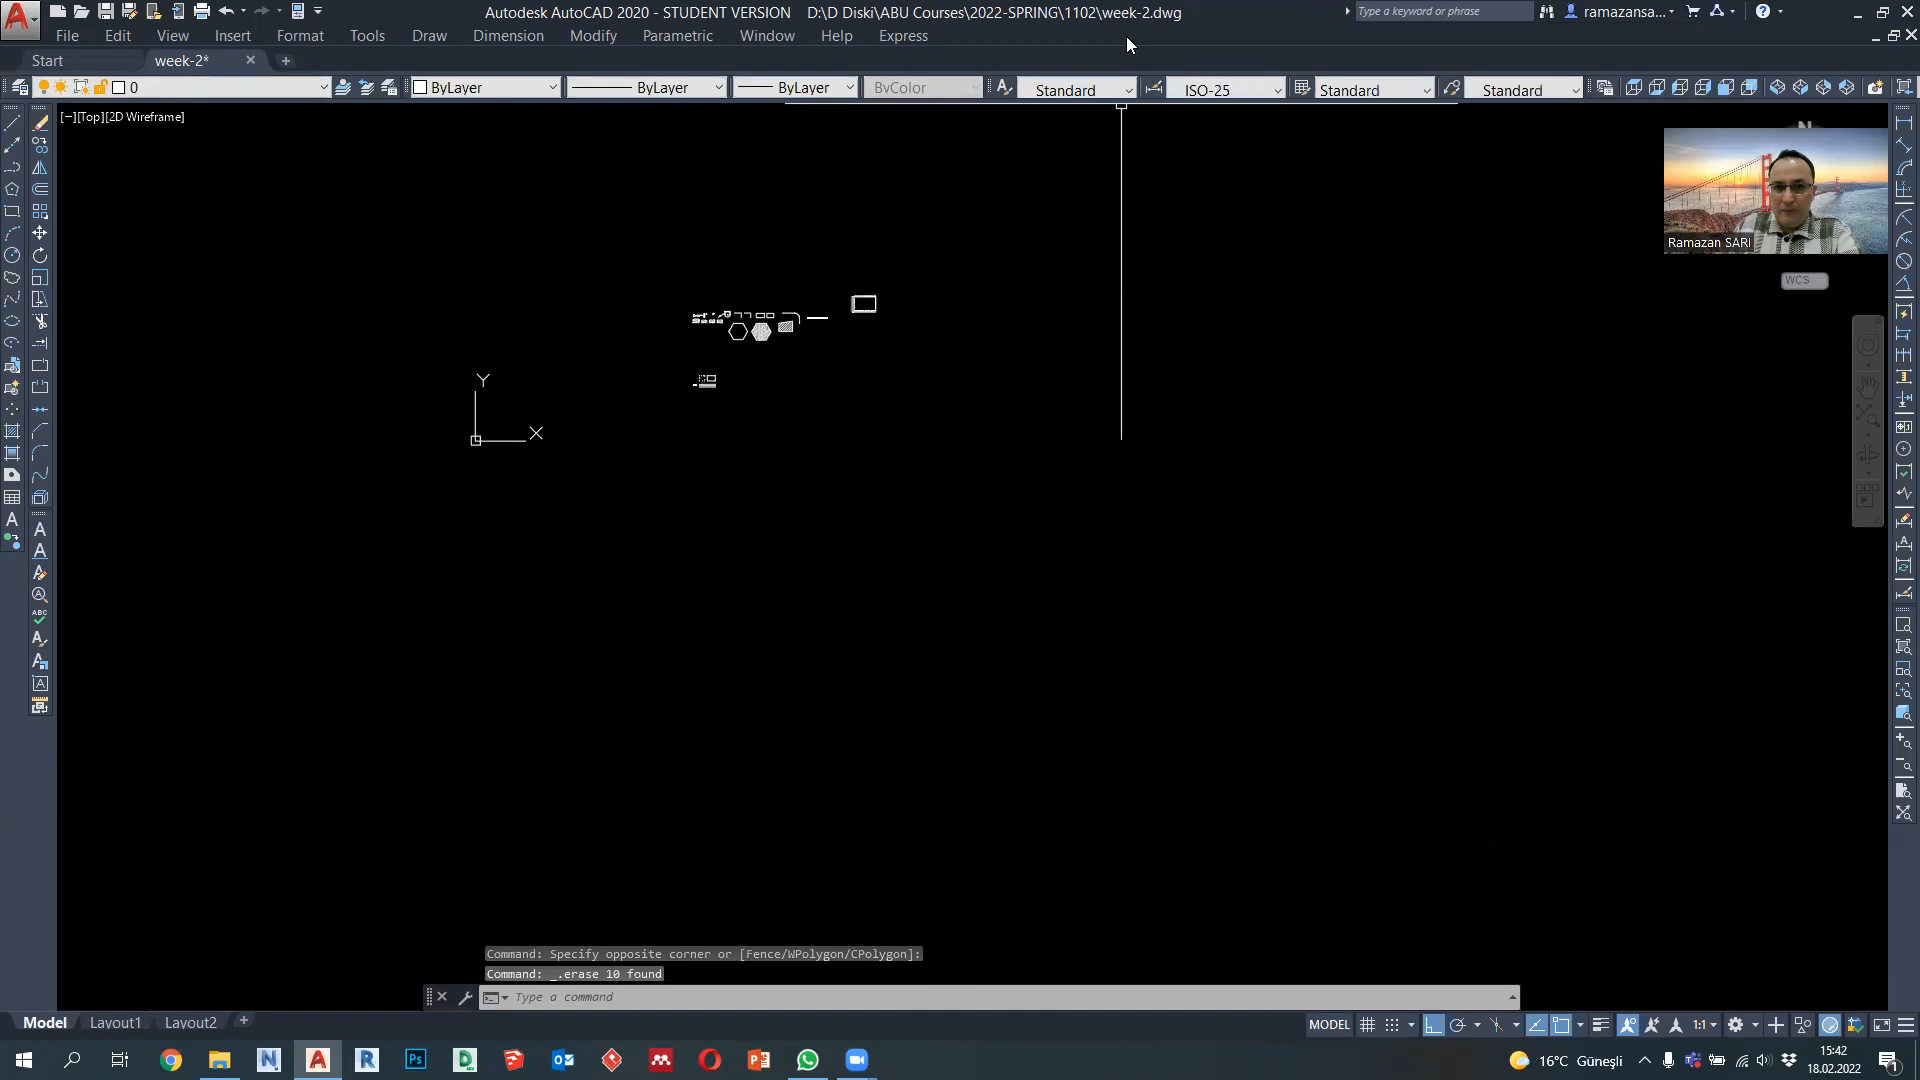 Autodesk AutoCAD 2020 - STUDENT VERSION D:\D Diski\ABU Courses\2022-SPRING\1102\week-2.dwg
Type a keyword or phrase
ramazansa...
File Edit View Insert Format Tools Draw Dimension Modify Parametric Window Help Express
Start week-2*
0 ByLayer ByLayer ByLayer ByColor Standard ISO-25 Standard Standard
[−][Top][2D Wireframe]
N
Ramazan SARI
WCS
Y
X
ABC
Command: Specify opposite corner or [Fence/WPolygon/CPolygon]:
Command: _.erase 10 found
Type a command
Model Layout1 Layout2
MODEL 1:1
16°C Güneşli
15:42
18.02.2022
1